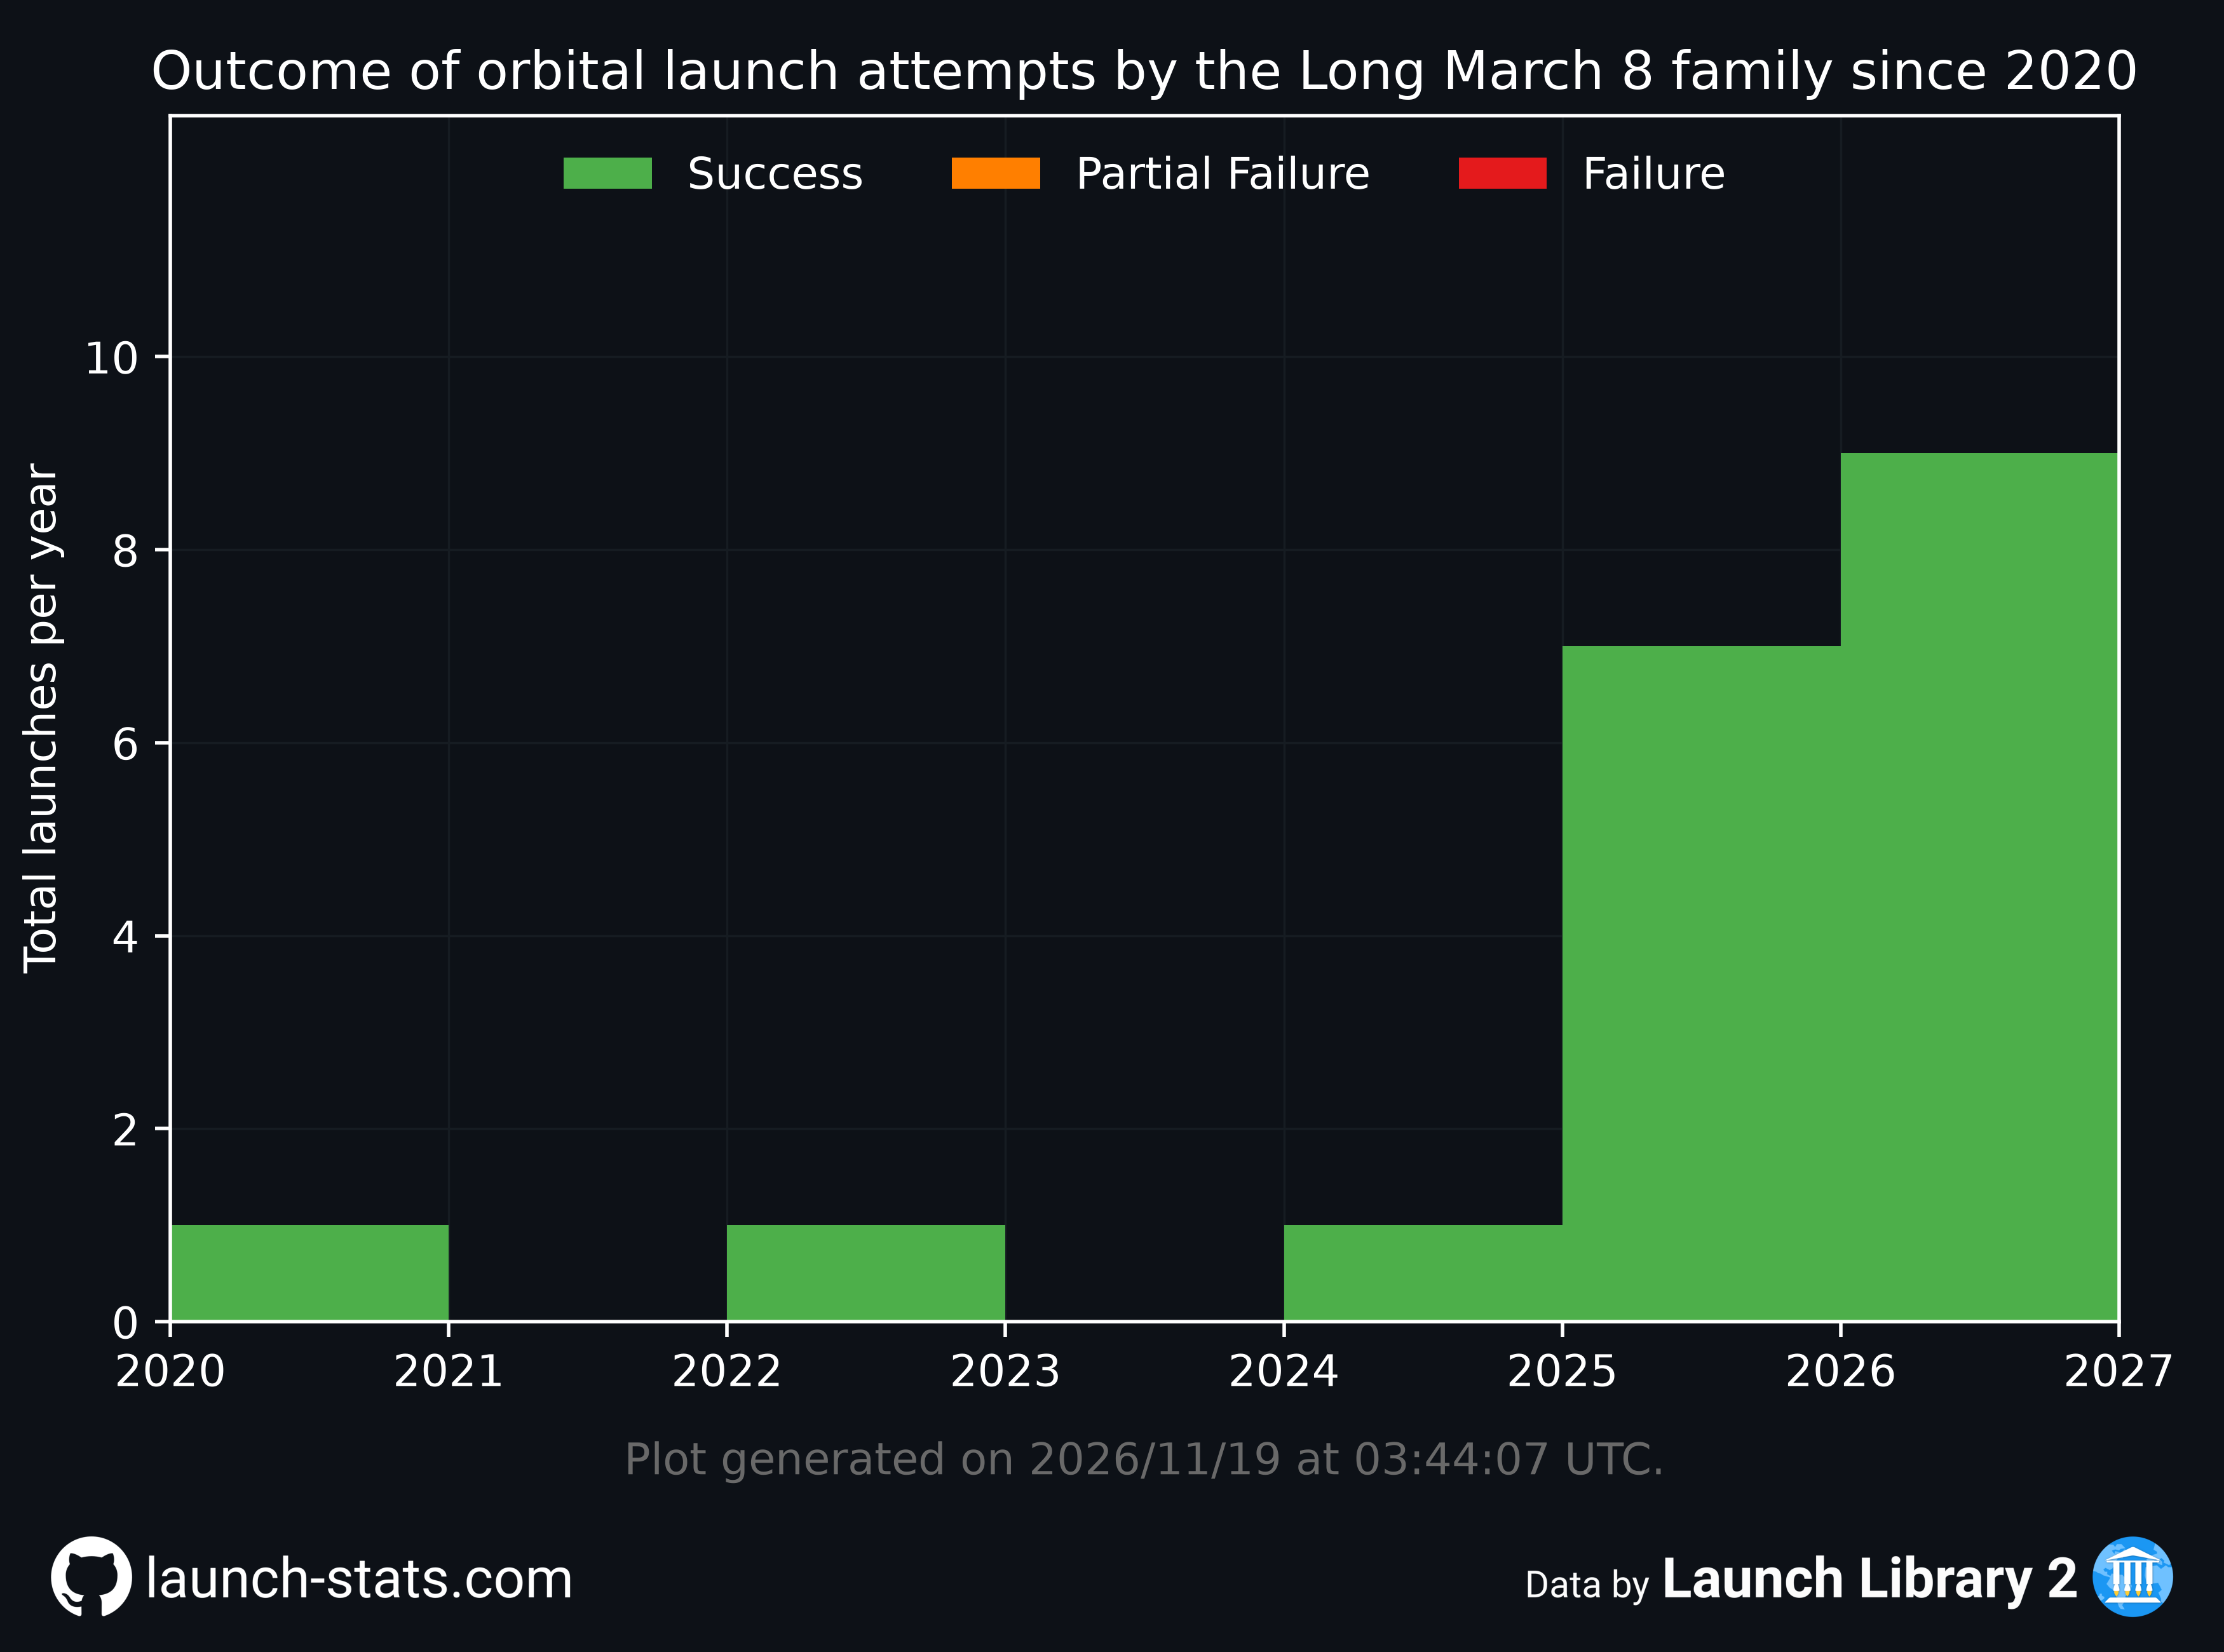 Outcome of orbital launch attempts by the Long March 8 family since 2020
Success Partial Failure Failure
Total launches per year
10
8
6
4
2
0
2020 2021 2022 2023 2024 2025 2026 2027
Plot generated on 2026/11/19 at 03:44:07 UTC.
launch-stats.com
Data by Launch Library 2